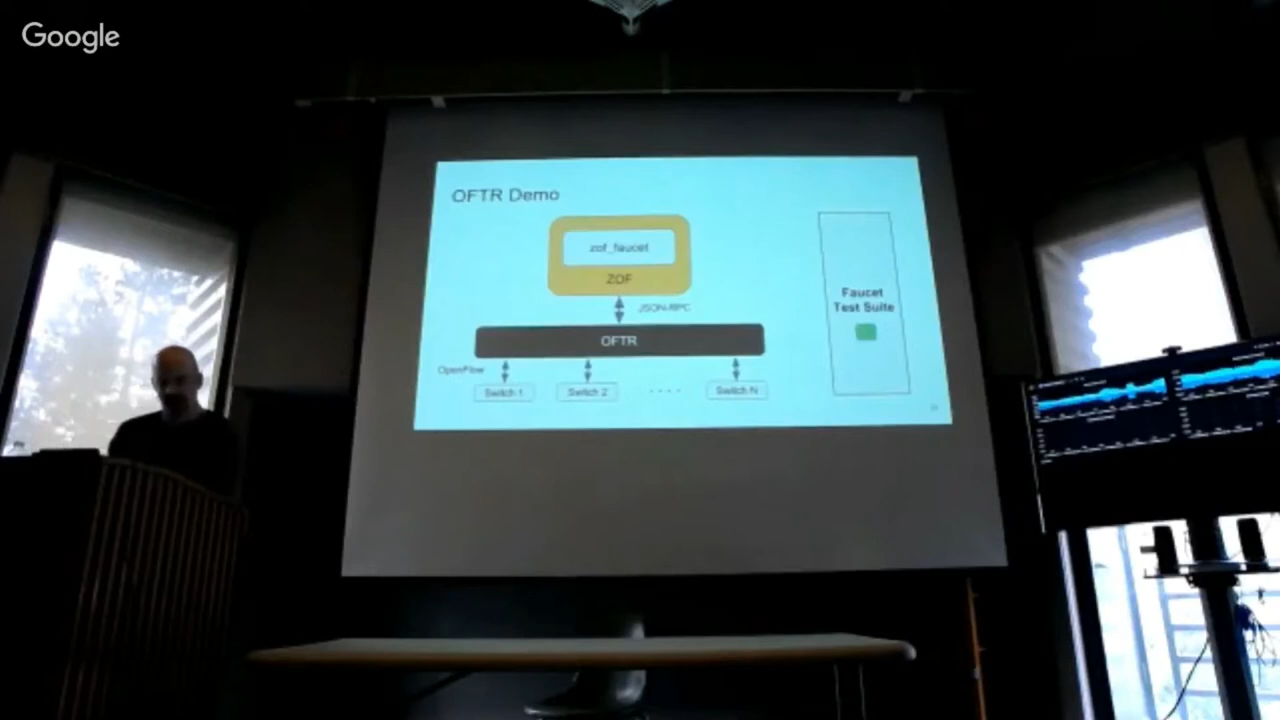 Google
OFTR Demo
zof_faucet
ZOF
JSON-RPC
OFTR
OpenFlow
Switch 1
Switch 2
. . . .
Switch N
Faucet
Test Suite